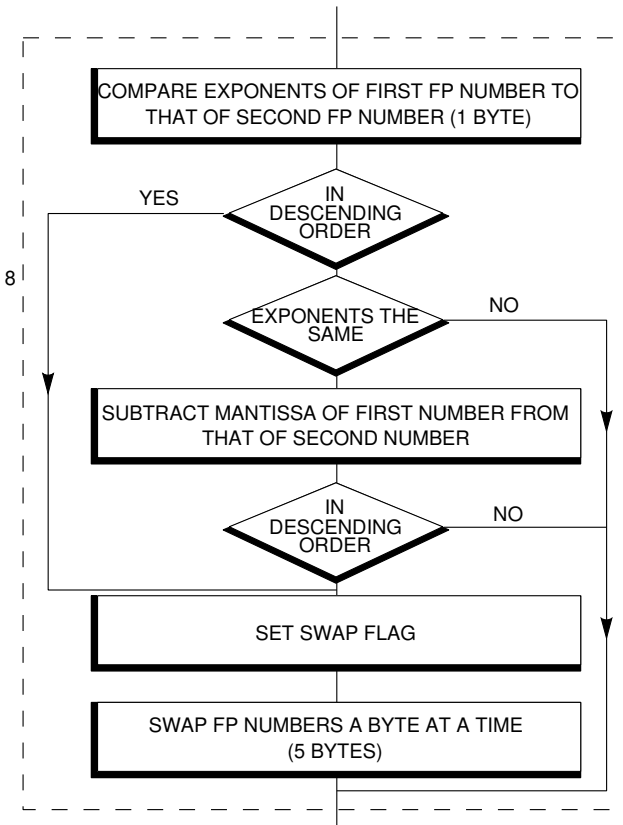 COMPARE EXPONENTS OF FIRST FP NUMBER TO
THAT OF SECOND FP NUMBER (1 BYTE)
YES
IN
DESCENDING
ORDER
8
EXPONENTS THE
SAME
NO
SUBTRACT MANTISSA OF FIRST NUMBER FROM
THAT OF SECOND NUMBER
IN
DESCENDING
ORDER
NO
SET SWAP FLAG
SWAP FP NUMBERS A BYTE AT A TIME
(5 BYTES)